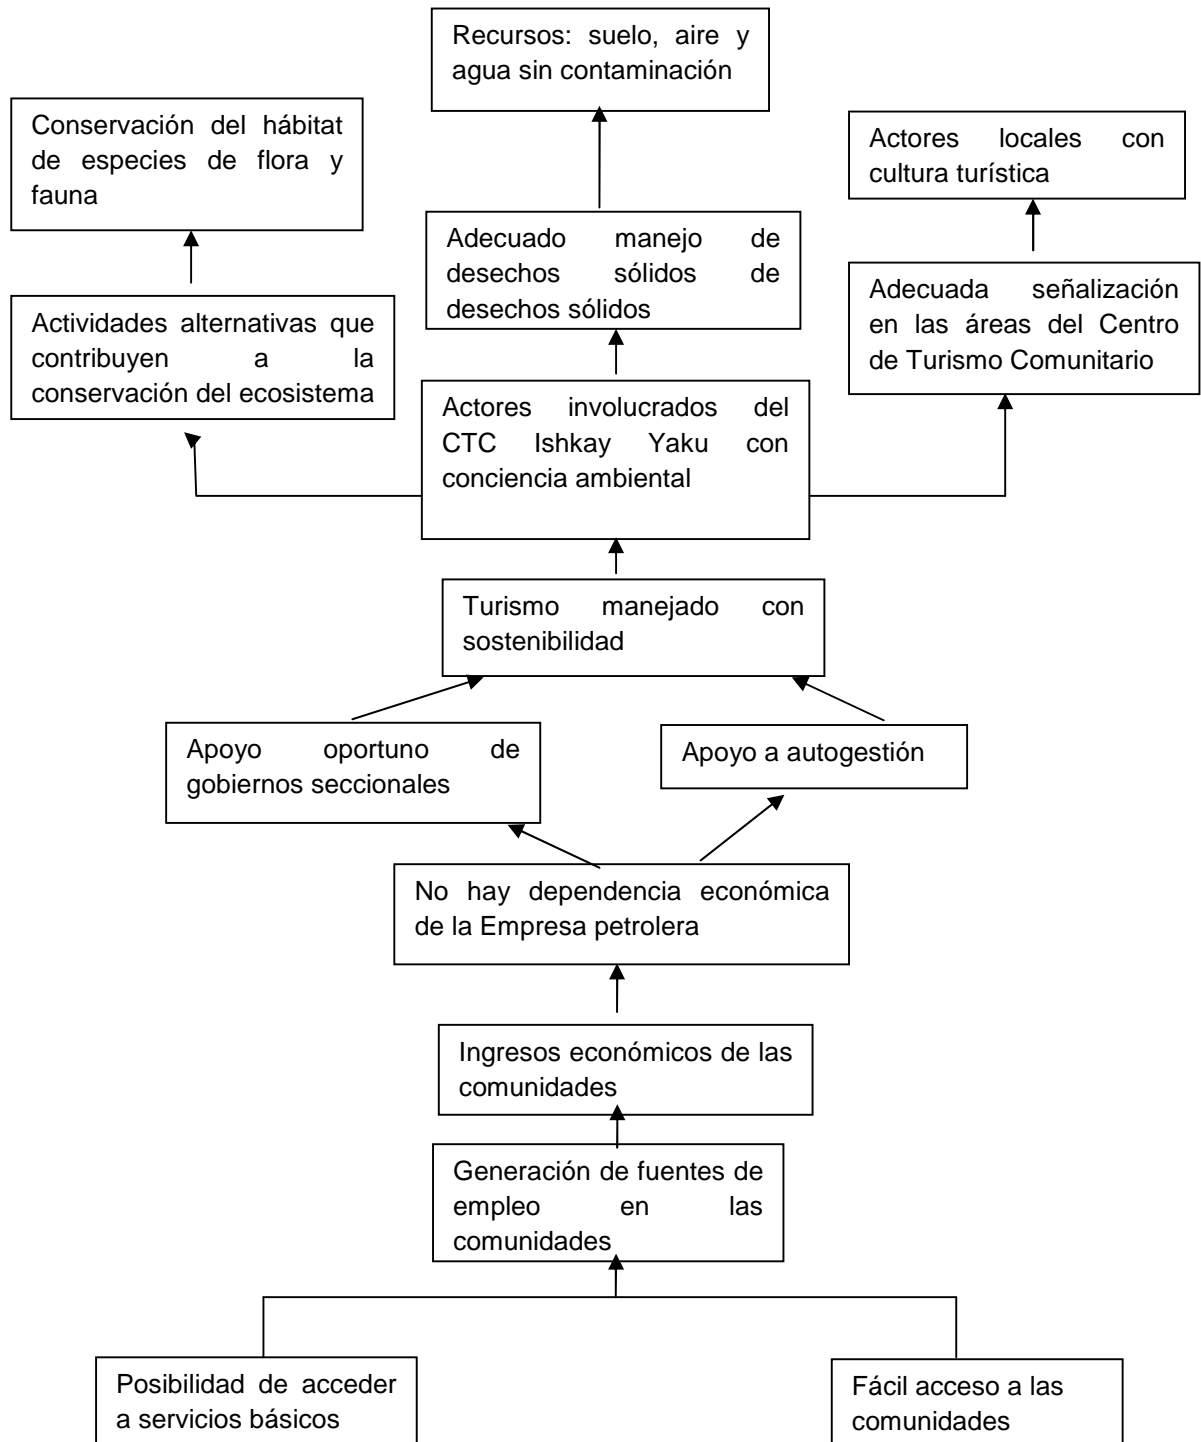 Recursos: suelo, aire y
agua sin contaminación
Conservación del hábitat
de especies de flora y
fauna
Actores locales con
cultura turística
Adecuado manejo de
desechos sólidos de
desechos sólidos
Adecuada señalización
en las áreas del Centro
de Turismo Comunitario
Actividades alternativas que
contribuyen a la
conservación del ecosistema
Actores involucrados del
CTC Ishkay Yaku con
conciencia ambiental
Turismo manejado con
sostenibilidad
Apoyo oportuno de
gobiernos seccionales
Apoyo a autogestión
No hay dependencia económica
de la Empresa petrolera
Ingresos económicos de las
comunidades
Generación de fuentes de
empleo en las
comunidades
Posibilidad de acceder
a servicios básicos
Fácil acceso a las
comunidades